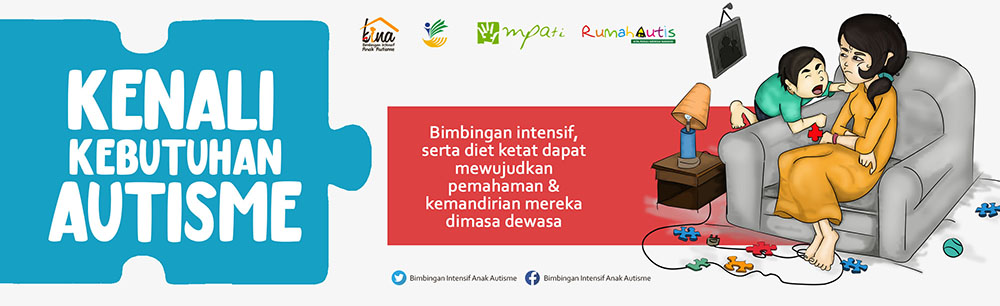 KENALI
KEBUTUHAN
AUTISME
bina
Bimbingan Intensif
Anak Autisme
mpati
RumahAutis
Bimbingan intensif,
serta diet ketat dapat
mewujudkan
pemahaman &
kemandirian mereka
dimasa dewasa
Bimbingan Intensif Anak Autisme
Bimbingan Intensif Anak Autisme